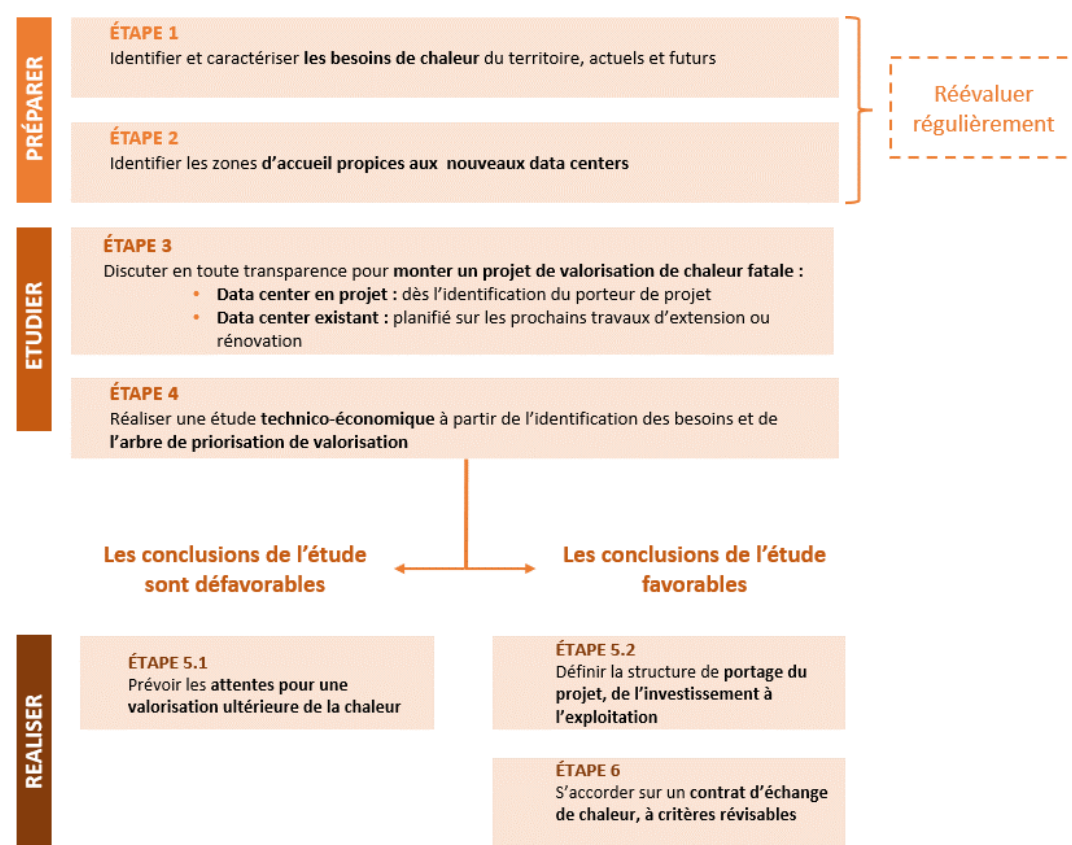 PRÉPARER
ÉTAPE 1
Identifier et caractériser les besoins de chaleur du territoire, actuels et futurs
ÉTAPE 2
Identifier les zones d’accueil propices aux nouveaux data centers
Réévaluer
régulièrement
ETUDIER
ÉTAPE 3
Discuter en toute transparence pour monter un projet de valorisation de chaleur fatale :
• Data center en projet : dès l’identification du porteur de projet
• Data center existant : planifié sur les prochains travaux d’extension ou
rénovation
ÉTAPE 4
Réaliser une étude technico-économique à partir de l’identification des besoins et de
l’arbre de priorisation de valorisation
Les conclusions de l’étude
sont défavorables
Les conclusions de l’étude
favorables
REALISER
ÉTAPE 5.1
Prévoir les attentes pour une
valorisation ultérieure de la chaleur
ÉTAPE 5.2
Définir la structure de portage du
projet, de l’investissement à
l’exploitation
ÉTAPE 6
S’accorder sur un contrat d’échange
de chaleur, à critères révisables